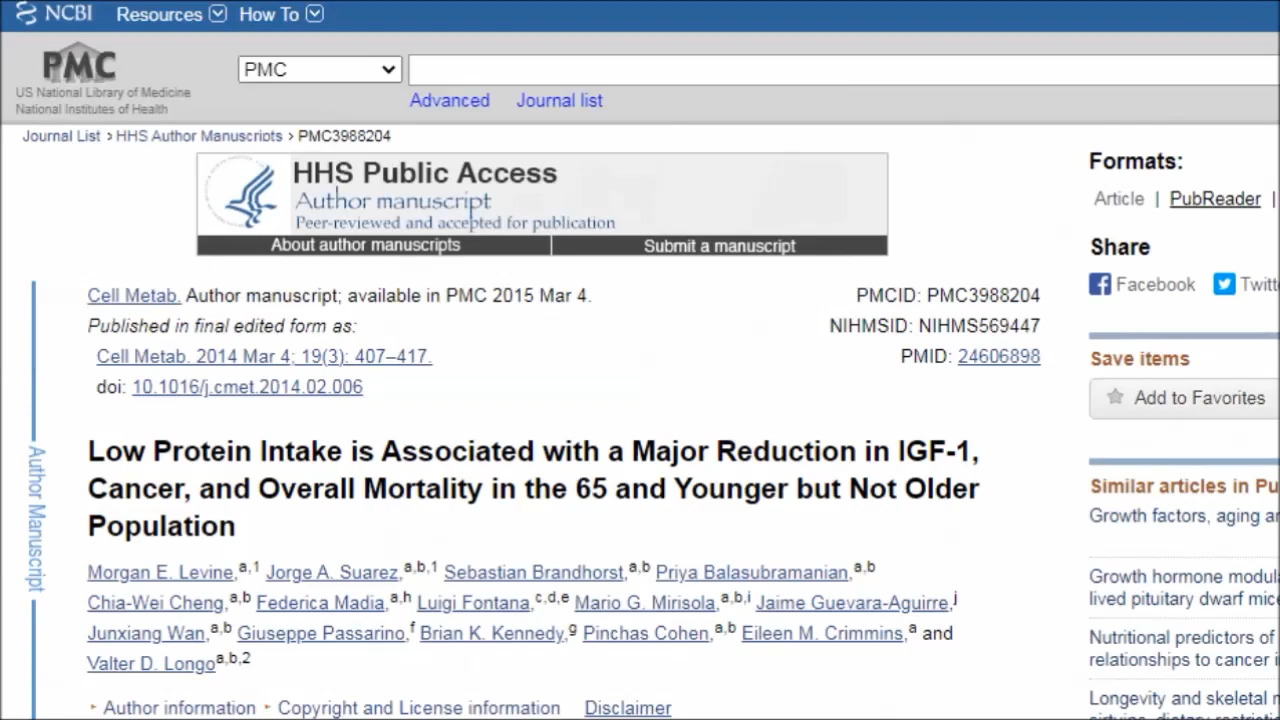 NCBI Resources How To
PMC
US National Library of Medicine
National Institutes of Health
PMC
Advanced Journal list
Journal List > HHS Author Manuscripts > PMC3988204
HHS Public Access
Author manuscript
Peer-reviewed and accepted for publication
About author manuscripts Submit a manuscript
Cell Metab. Author manuscript; available in PMC 2015 Mar 4.
Published in final edited form as:
Cell Metab. 2014 Mar 4; 19(3): 407–417.
doi: 10.1016/j.cmet.2014.02.006
PMCID: PMC3988204
NIHMSID: NIHMS569447
PMID: 24606898
Author Manuscript
Low Protein Intake is Associated with a Major Reduction in IGF-1,
Cancer, and Overall Mortality in the 65 and Younger but Not Older
Population
Morgan E. Levine,a,1 Jorge A. Suarez,a,b,1 Sebastian Brandhorst,a,b Priya Balasubramanian,a,b
Chia-Wei Cheng,a,b Federica Madia,a,h Luigi Fontana,c,d,e Mario G. Mirisola,a,b,i Jaime Guevara-Aguirre,j
Junxiang Wan,a,b Giuseppe Passarino,f Brian K. Kennedy,g Pinchas Cohen,a,b Eileen M. Crimmins,a and
Valter D. Longoa,b,2
Author information Copyright and License information Disclaimer
Formats:
Article | PubReader |
Share
Facebook Twitt
Save items
Add to Favorites
Similar articles in Pu
Growth factors, aging a
Growth hormone modul
lived pituitary dwarf mic
Nutritional predictors of
relationships to cancer i
Longevity and skeletal